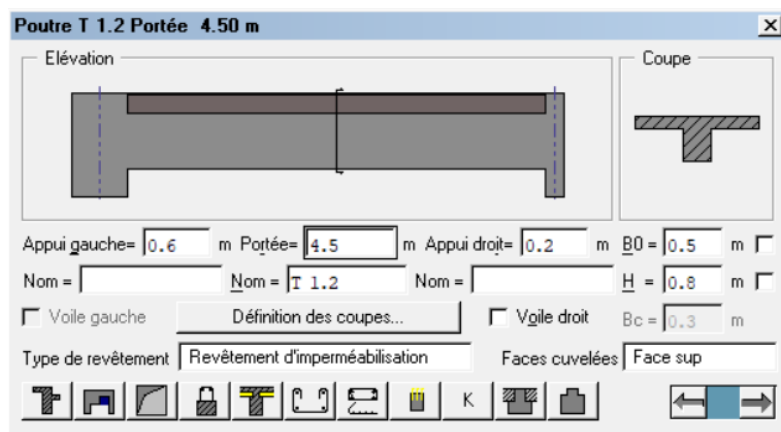 Poutre T 1.2 Portée 4.50 m
Elévation Coupe
Appui gauche= 0.6 m Portée= 4.5 m Appui droit= 0.2 m B0 = 0.5 m
Nom = Nom = T 1.2 Nom = H = 0.8 m
Voile gauche Définition des coupes... Voile droit Bc = 0.3 m
Type de revêtement Revêtement d'imperméabilisation Faces cuvelées Face sup
K